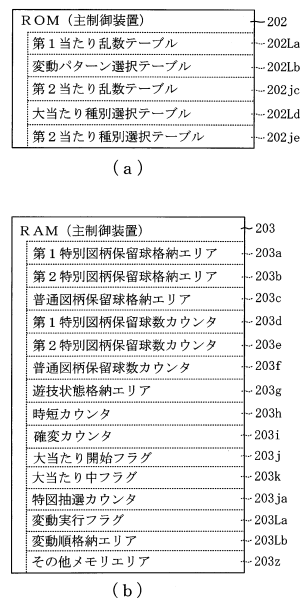 ROM（主制御装置） 202
第１当たり乱数テーブル 202La
変動パターン選択テーブル 202Lb
第２当たり乱数テーブル 202jc
大当たり種別選択テーブル 202Ld
第２当たり種別選択テーブル 202je
(a)
RAM（主制御装置） 203
第１特別図柄保留球格納エリア 203a
第２特別図柄保留球格納エリア 203b
普通図柄保留球格納エリア 203c
第１特別図柄保留球数カウンタ 203d
第２特別図柄保留球数カウンタ 203e
普通図柄保留球数カウンタ 203f
遊技状態格納エリア 203g
時短カウンタ 203h
確変カウンタ 203i
大当たり開始フラグ 203j
大当たり中フラグ 203k
特図抽選カウンタ 203ja
変動実行フラグ 203La
変動順格納エリア 203Lb
その他メモリエリア 203z
(b)